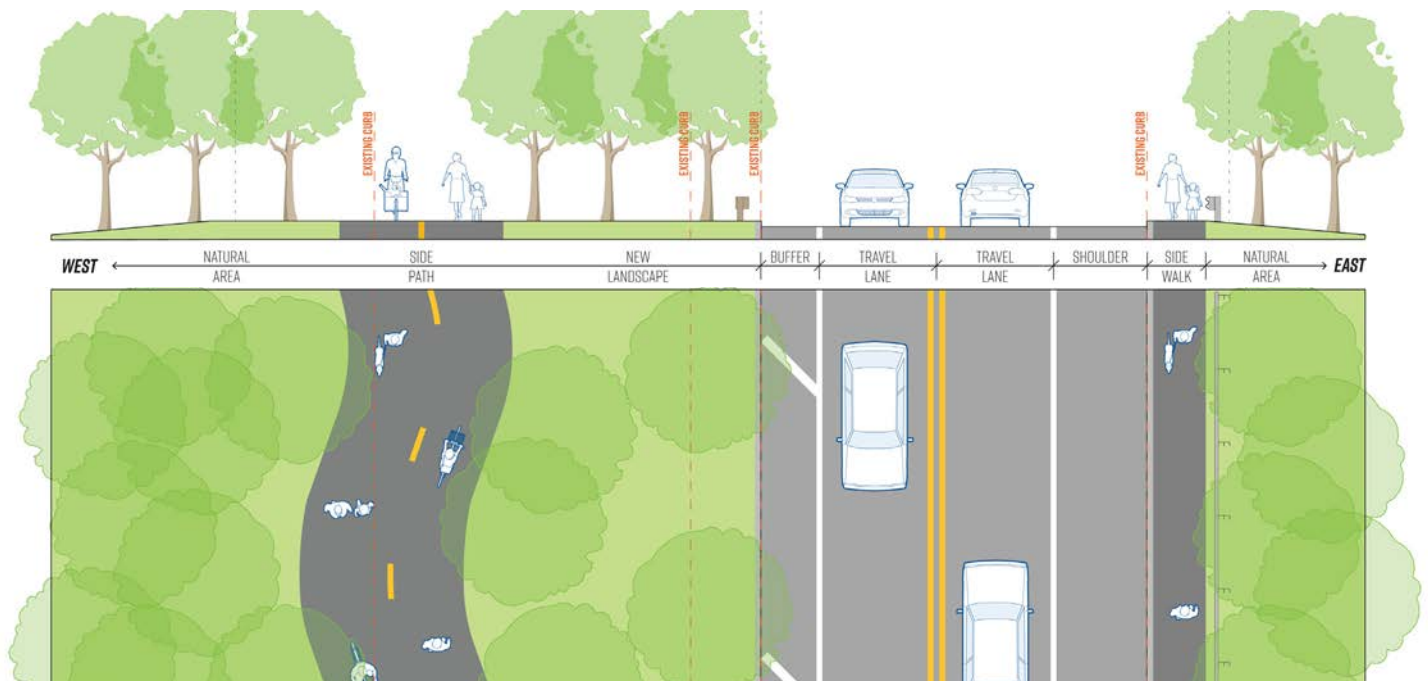 EXISTING CURB
EXISTING CURB
EXISTING CURB
EXISTING CURB
WEST
NATURAL
AREA
SIDE
PATH
NEW
LANDSCAPE
BUFFER
TRAVEL
LANE
TRAVEL
LANE
SHOULDER
SIDE
WALK
NATURAL
AREA
EAST